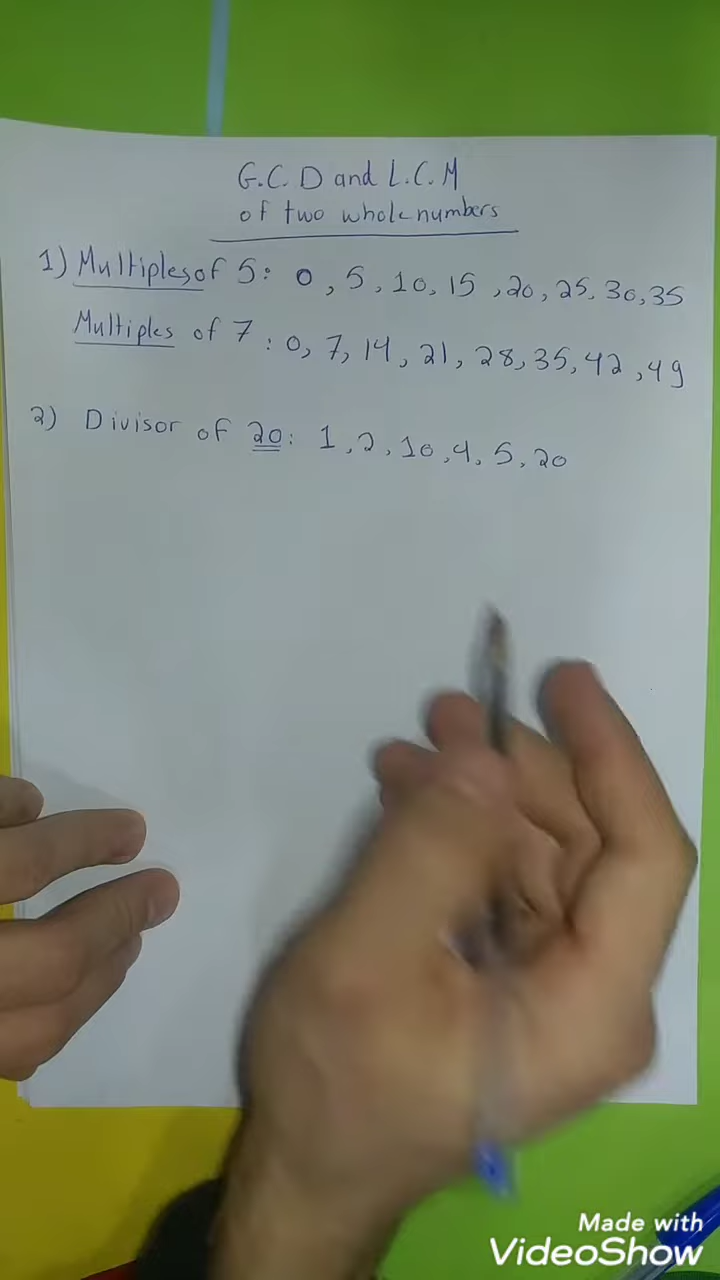 G.C.D and L.C.M
of two whole numbers
1) Multiples of 5: 0, 5, 10, 15, 20, 25, 30, 35
Multiples of 7: 0, 7, 14, 21, 28, 35, 42, 49
2) Divisor of 20: 1, 2, 10, 4, 5, 20
Made with
VideoShow